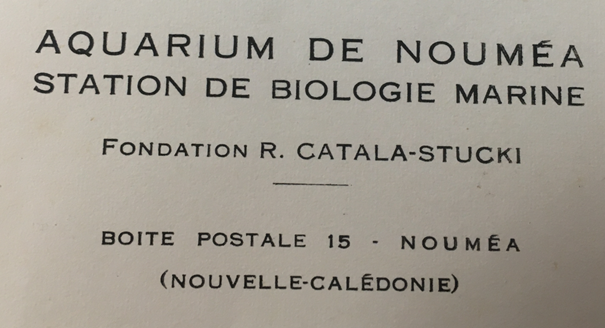 AQUARIUM DE NOUMÉA
STATION DE BIOLOGIE MARINE
FONDATION R. CATALA-STUCKI
BOITE POSTALE 15 - NOUMÉA
(NOUVELLE-CALÉDONIE)